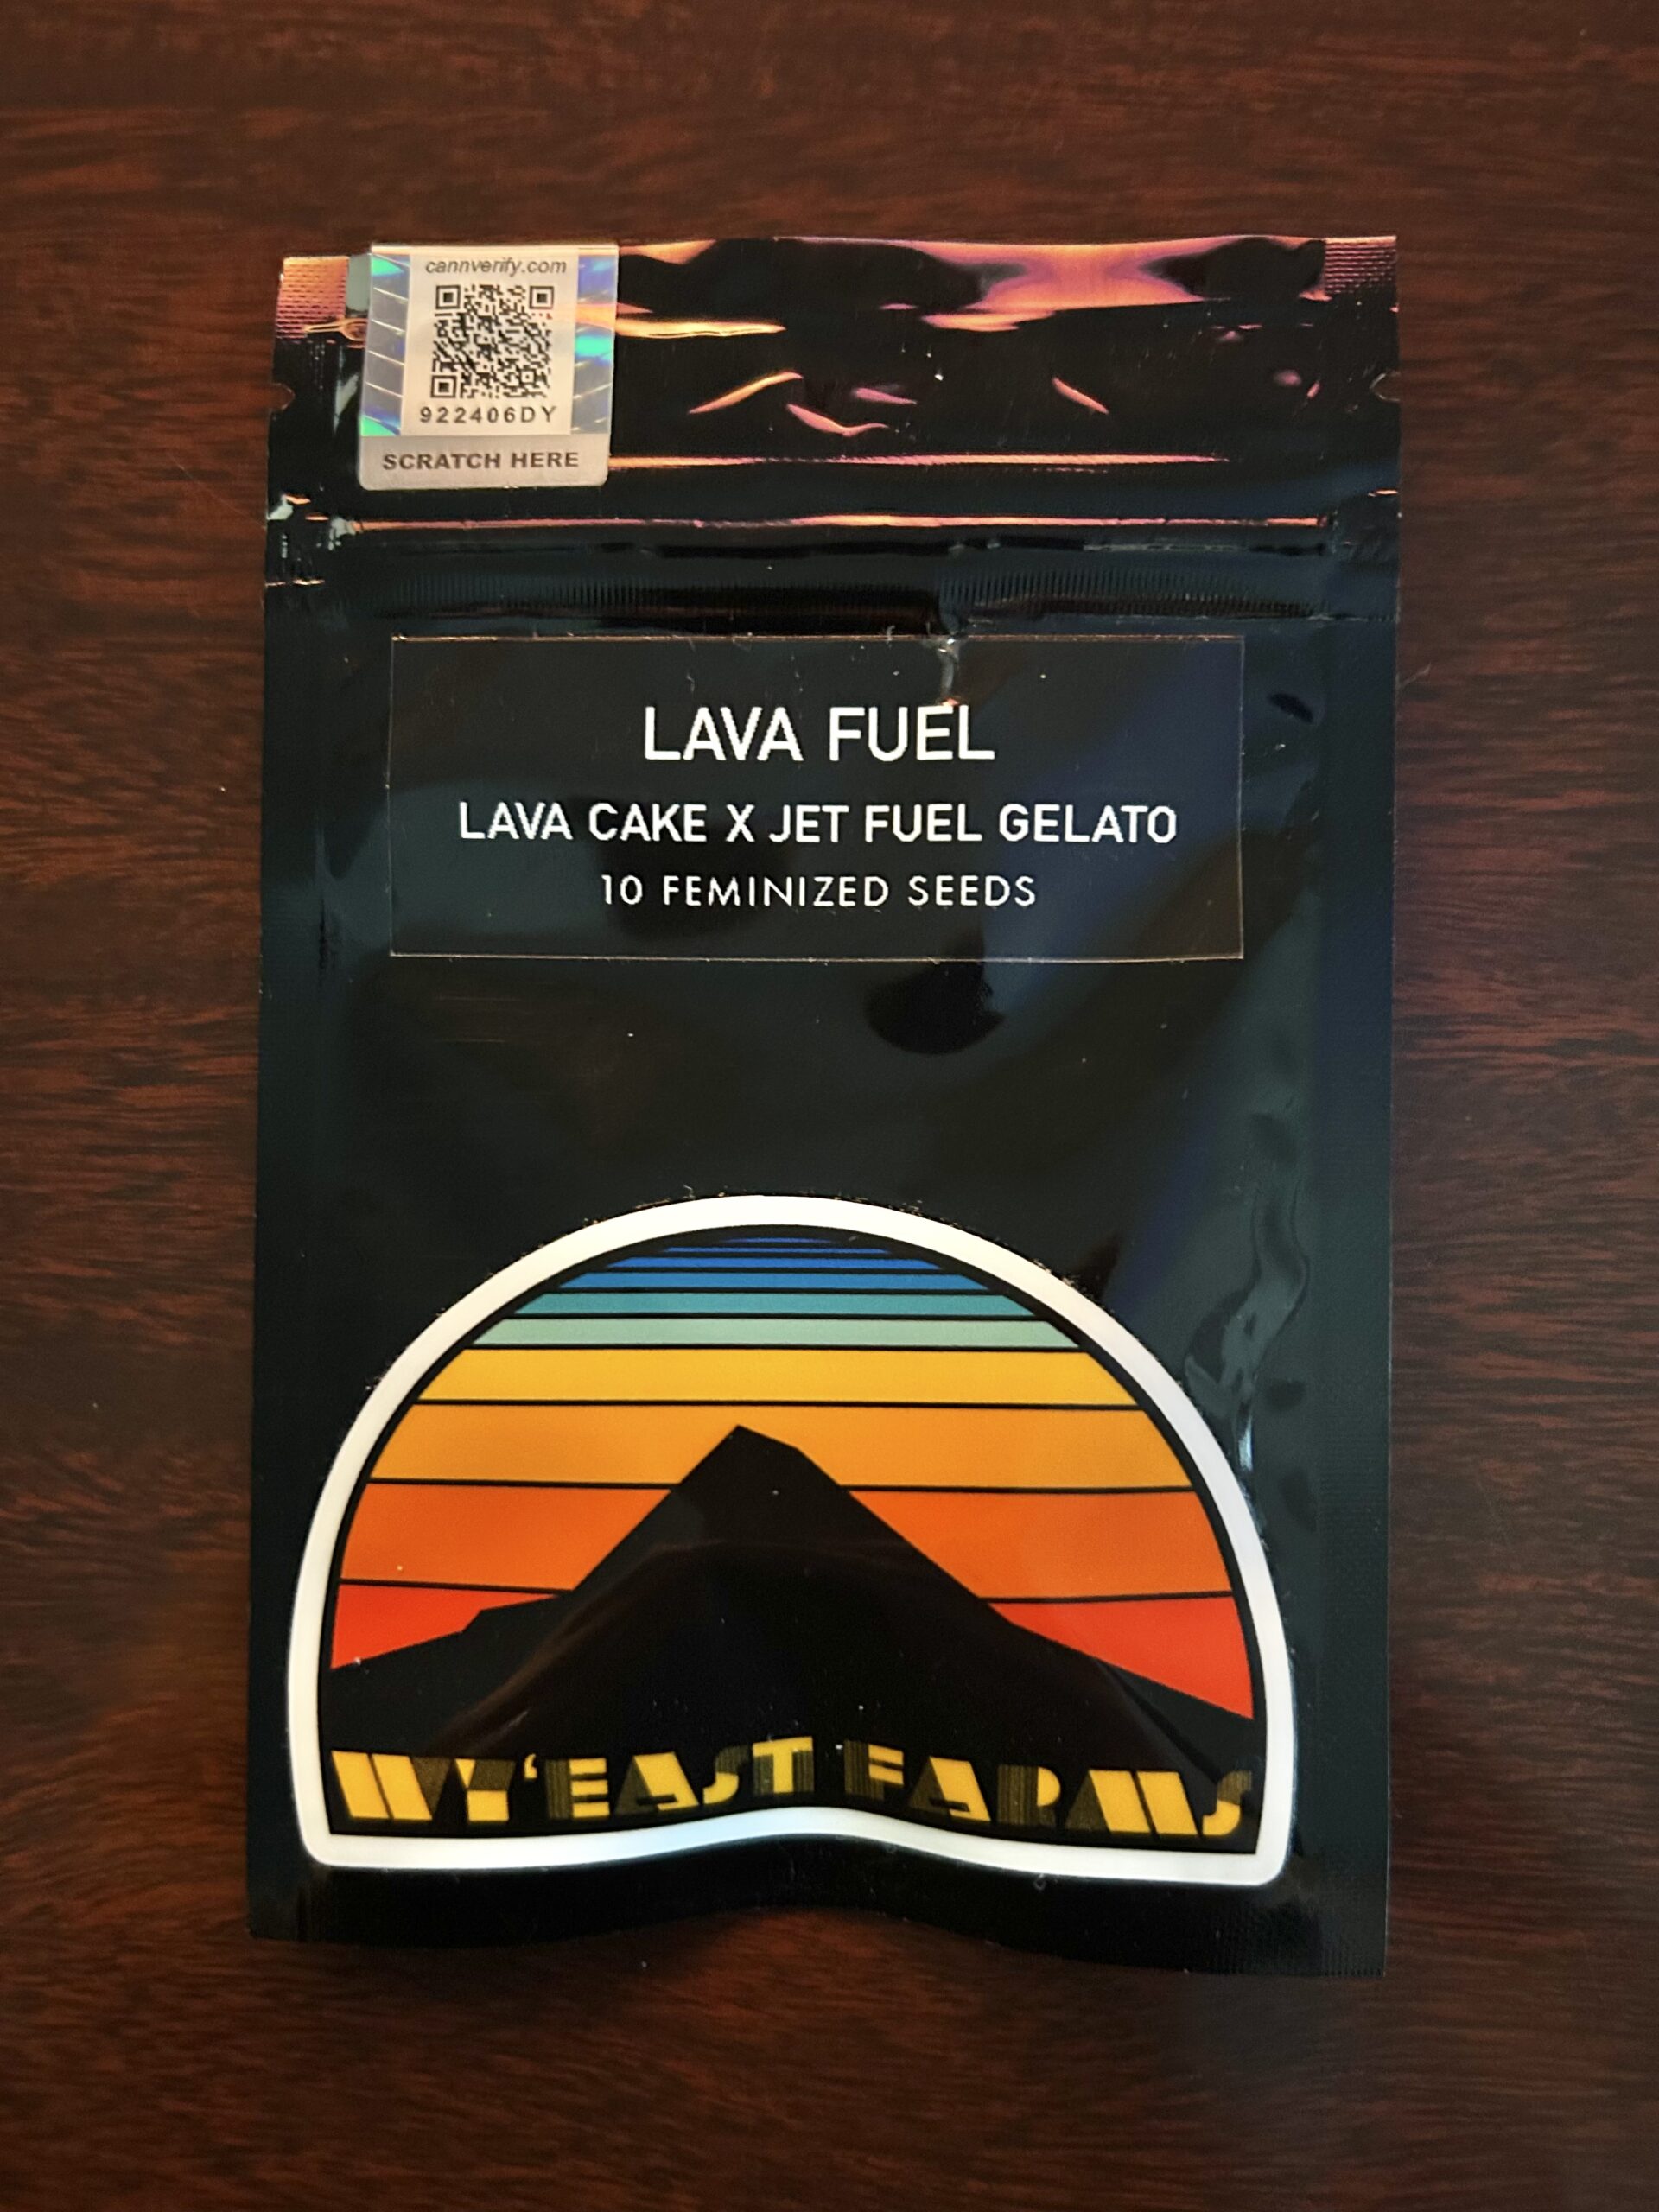 cannverify.com
922406DY
SCRATCH HERE
LAVA FUEL
LAVA CAKE X JET FUEL GELATO
10 FEMINIZED SEEDS
WY'EAST FARMS